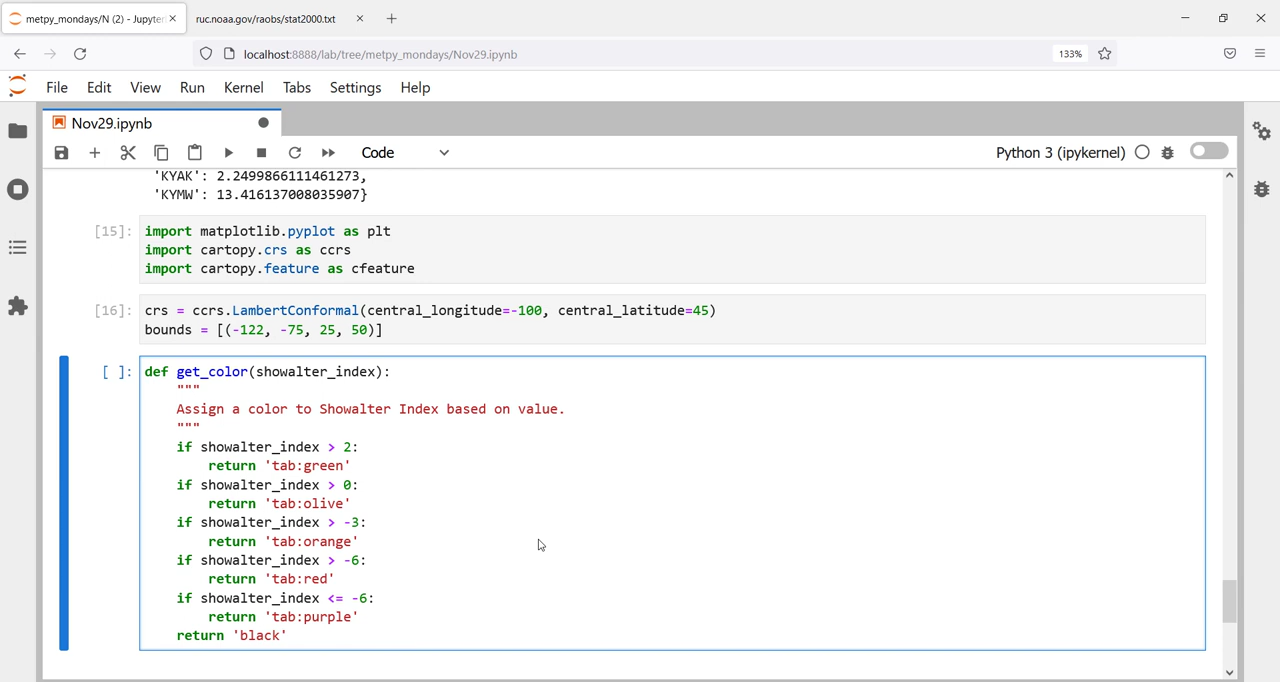 metpy_mondays/N (2) - Jupyter
ruc.noaa.gov/raobs/stat2000.txt
localhost:8888/lab/tree/metpy_mondays/Nov29.ipynb
133%
File Edit View Run Kernel Tabs Settings Help
Nov29.ipynb
Code
Python 3 (ipykernel)
'KYAK': 2.2499866111461273,
'KYMW': 13.416137008035907}
[15]:
import matplotlib.pyplot as plt
import cartopy.crs as ccrs
import cartopy.feature as cfeature
[16]:
crs = ccrs.LambertConformal(central_longitude=-100, central_latitude=45)
bounds = [(-122, -75, 25, 50)]
[ ]:
def get_color(showalter_index):
"""
Assign a color to Showalter Index based on value.
"""
if showalter_index > 2:
return 'tab:green'
if showalter_index > 0:
return 'tab:olive'
if showalter_index > -3:
return 'tab:orange'
if showalter_index > -6:
return 'tab:red'
if showalter_index <= -6:
return 'tab:purple'
return 'black'